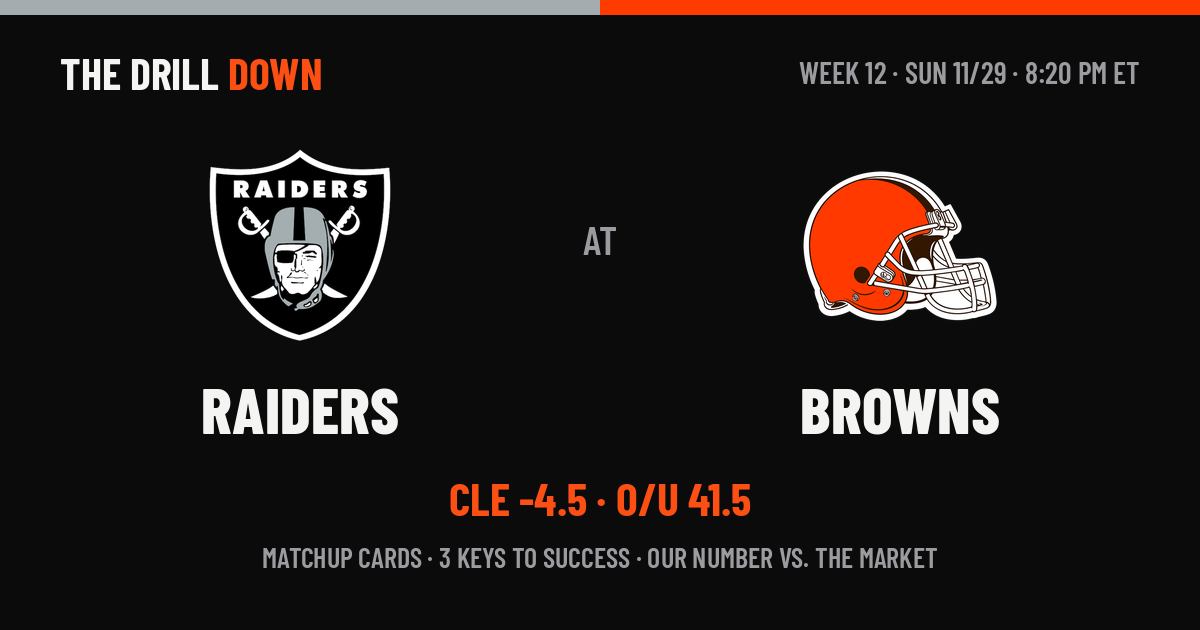 THE DRILL DOWN
WEEK 12 · SUN 11/29 · 8:20 PM ET
RAIDERS
AT
RAIDERS
BROWNS
CLE -4.5 · O/U 41.5
MATCHUP CARDS · 3 KEYS TO SUCCESS · OUR NUMBER VS. THE MARKET